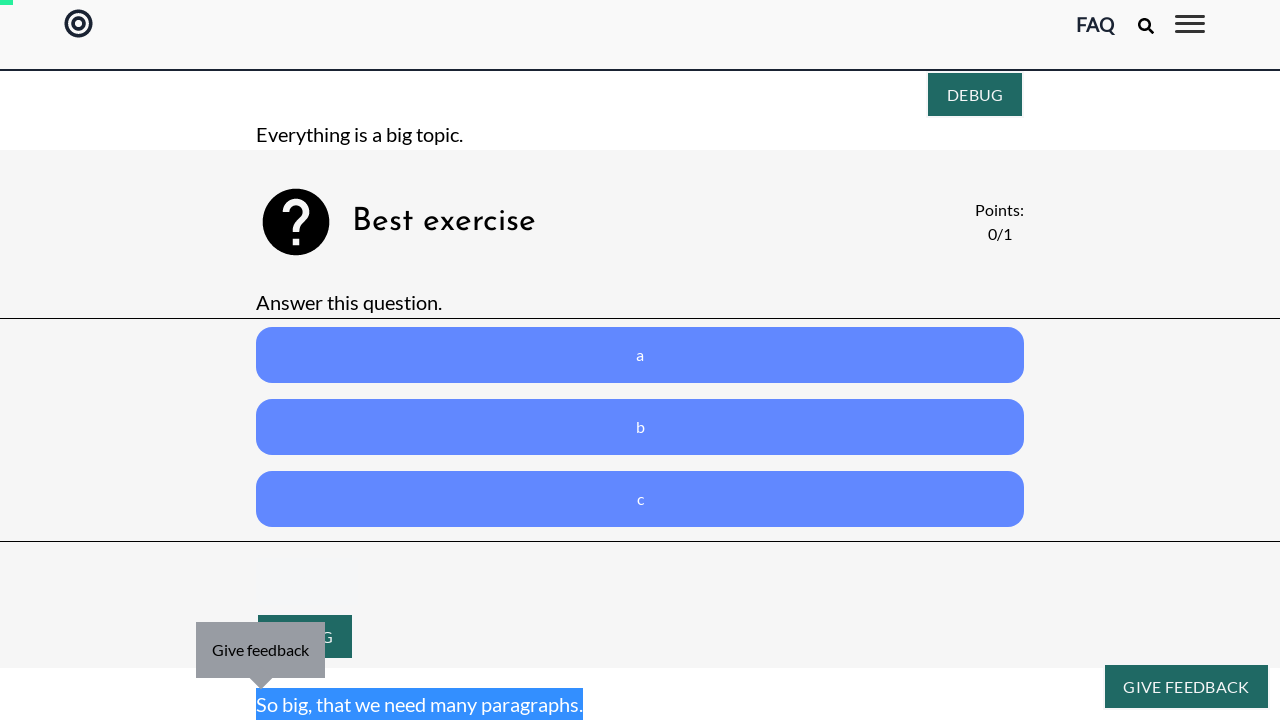 FAQ
DEBUG
Everything is a big topic.
Best exercise
Points:
0/1
Answer this question.
a
b
c
G
Give feedback
GIVE FEEDBACK
So big, that we need many paragraphs.